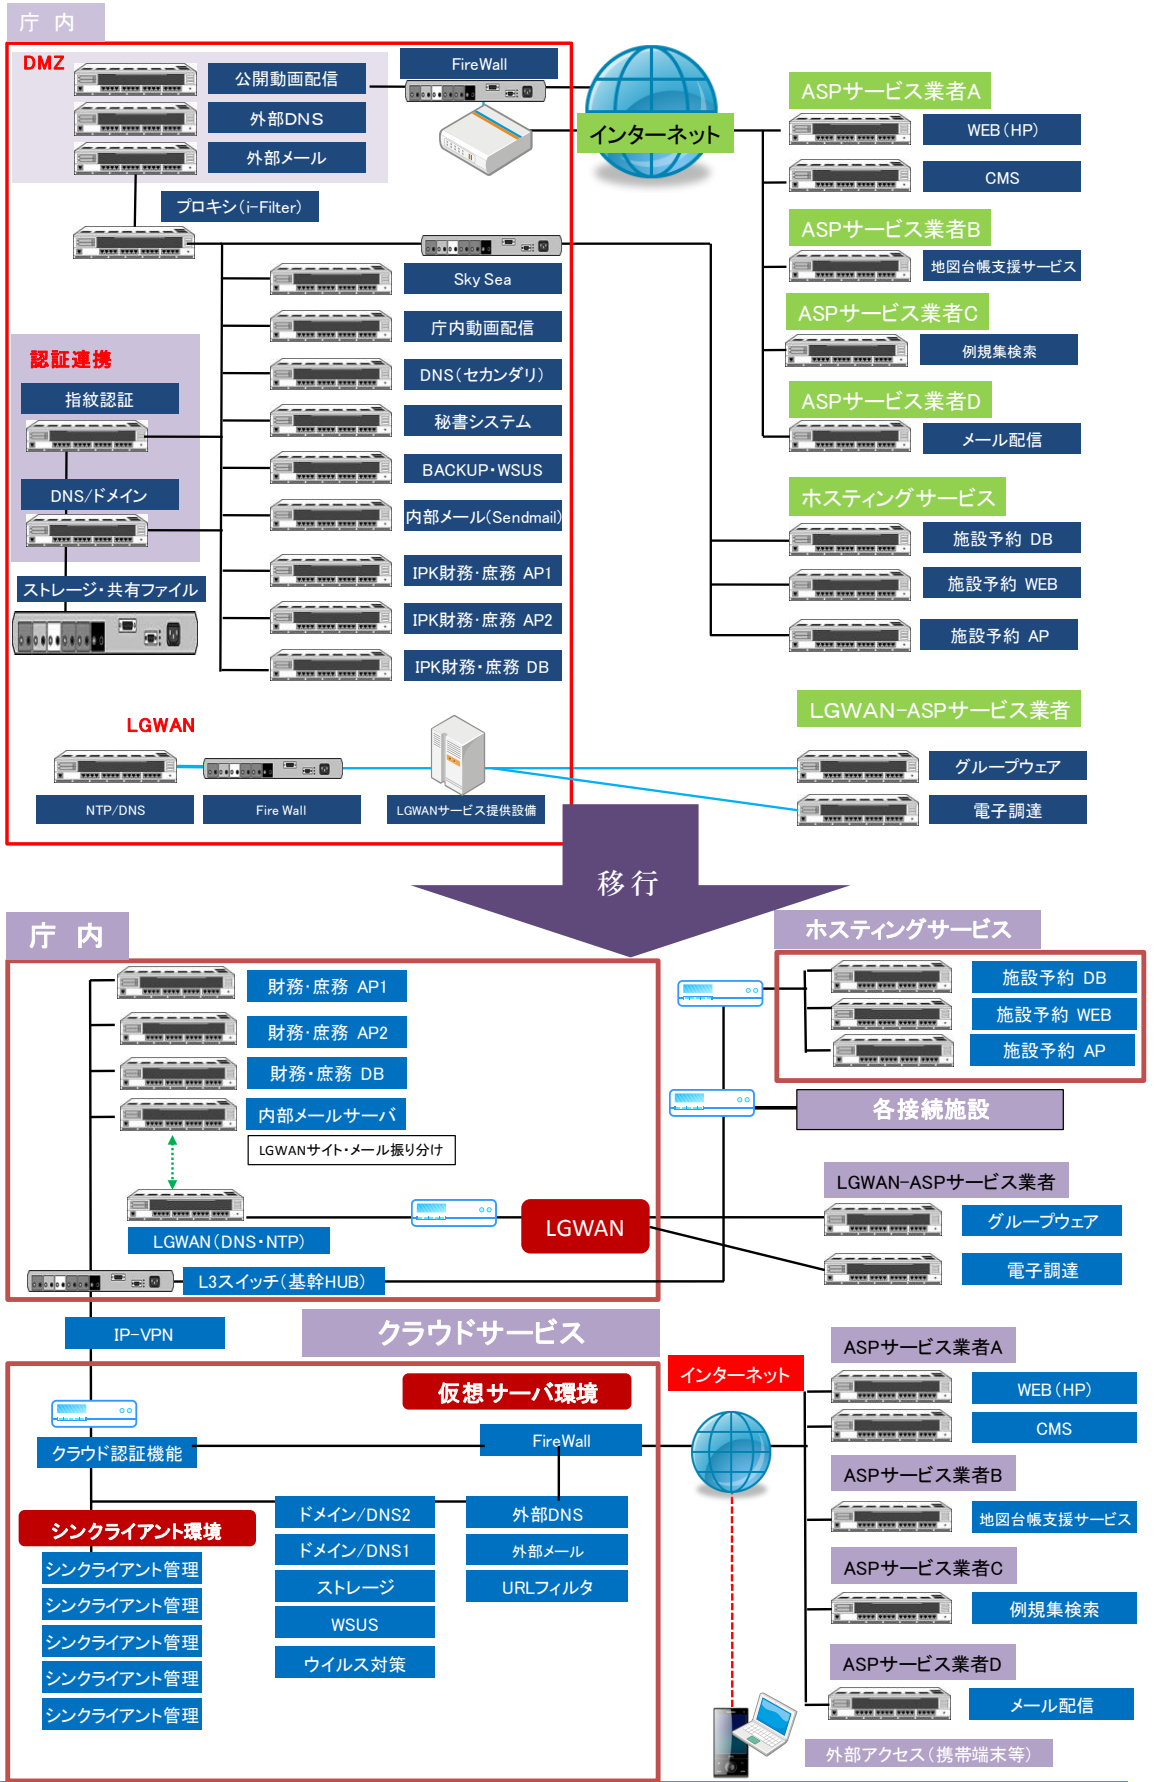 庁 内
DMZ
公開動画配信
外部DNS
外部メール
FireWall
インターネット
プロキシ(i-Filter)
ASPサービス業者A
WEB(HP)
CMS
ASPサービス業者B
地図台帳支援サービス
ASPサービス業者C
例規集検索
ASPサービス業者D
メール配信
Sky Sea
庁内動画配信
DNS(セカンダリ)
秘書システム
BACKUP・WSUS
内部メール(Sendmail)
IPK財務・庶務 AP1
IPK財務・庶務 AP2
IPK財務・庶務 DB
認証連携
指紋認証
DNS/ドメイン
ストレージ・共有ファイル
ホスティングサービス
施設予約 DB
施設予約 WEB
施設予約 AP
LGWAN
NTP/DNS
Fire Wall
LGWANサービス提供設備
LGWAN-ASPサービス業者
グループウェア
電子調達
移行
庁 内
財務・庶務 AP1
財務・庶務 AP2
財務・庶務 DB
内部メールサーバ
LGWANサイト・メール振り分け
LGWAN(DNS・NTP)
LGWAN
L3スイッチ(基幹HUB)
ホスティングサービス
施設予約 DB
施設予約 WEB
施設予約 AP
各接続施設
LGWAN-ASPサービス業者
グループウェア
電子調達
IP-VPN
クラウドサービス
仮想サーバ環境
クラウド認証機能
FireWall
シンクライアント環境
シンクライアント管理
シンクライアント管理
シンクライアント管理
シンクライアント管理
シンクライアント管理
ドメイン/DNS2
ドメイン/DNS1
ストレージ
WSUS
ウイルス対策
外部DNS
外部メール
URLフィルタ
インターネット
ASPサービス業者A
WEB(HP)
CMS
ASPサービス業者B
地図台帳支援サービス
ASPサービス業者C
例規集検索
ASPサービス業者D
メール配信
外部アクセス(携帯端末等)